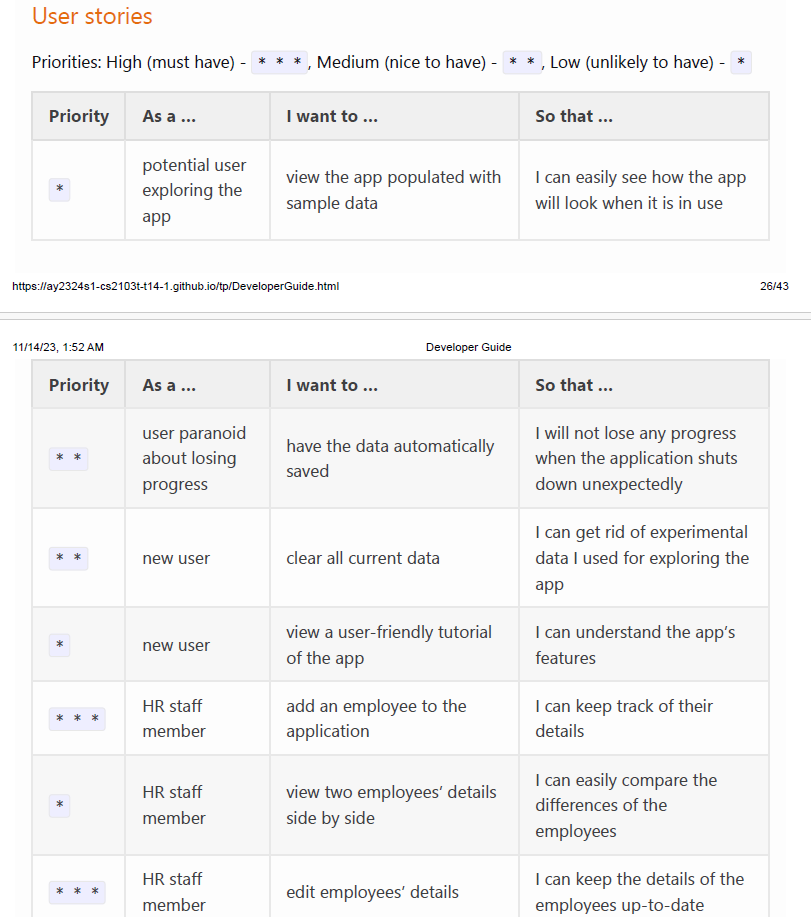 User stories
Priorities: High (must have) - * * *, Medium (nice to have) - * *, Low (unlikely to have) - *
Priority As a ... I want to ... So that ...
*
potential user
exploring the
app
view the app populated with
sample data
I can easily see how the app
will look when it is in use
https://ay2324s1-cs2103t-t14-1.github.io/tp/DeveloperGuide.html 26/43
11/14/23, 1:52 AM Developer Guide
Priority As a ... I want to ... So that ...
* *
user paranoid
about losing
progress
have the data automatically
saved
I will not lose any progress
when the application shuts
down unexpectedly
* *
new user
clear all current data
I can get rid of experimental
data I used for exploring the
app
*
new user
view a user-friendly tutorial
of the app
I can understand the app's
features
* * *
HR staff
member
add an employee to the
application
I can keep track of their
details
*
HR staff
member
view two employees' details
side by side
I can easily compare the
differences of the
employees
* * *
HR staff
member
edit employees' details
I can keep the details of the
employees up-to-date